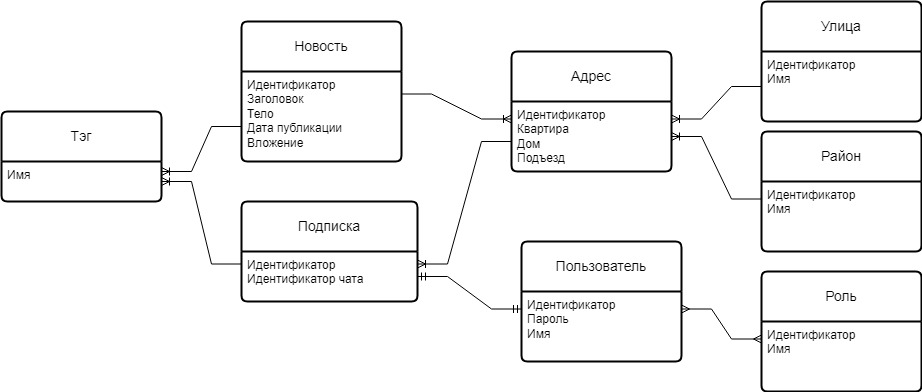 Тэг
Имя
Новость
Идентификатор
Заголовок
Тело
Дата публикации
Вложение
Подписка
Идентификатор
Идентификатор чата
Адрес
Идентификатор
Квартира
Дом
Подъезд
Пользователь
Идентификатор
Пароль
Имя
Улица
Идентификатор
Имя
Район
Идентификатор
Имя
Роль
Идентификатор
Имя